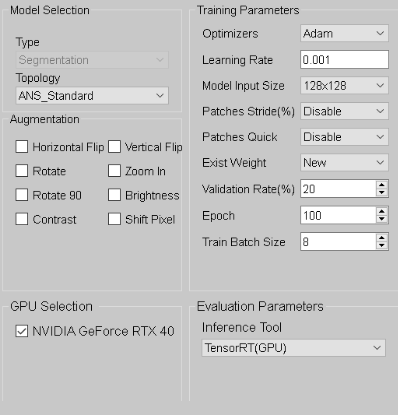 Model Selection
Type
Segmentation
Topology
ANS_Standard
Augmentation
Horizontal Flip
Vertical Flip
Rotate
Zoom In
Rotate 90
Brightness
Contrast
Shift Pixel
GPU Selection
NVIDIA GeForce RTX 40
Training Parameters
Optimizers Adam
Learning Rate 0.001
Model Input Size 128x128
Patches Stride(%) Disable
Patches Quick Disable
Exist Weight New
Validation Rate(%) 20
Epoch 100
Train Batch Size 8
Evaluation Parameters
Inference Tool
TensorRT(GPU)